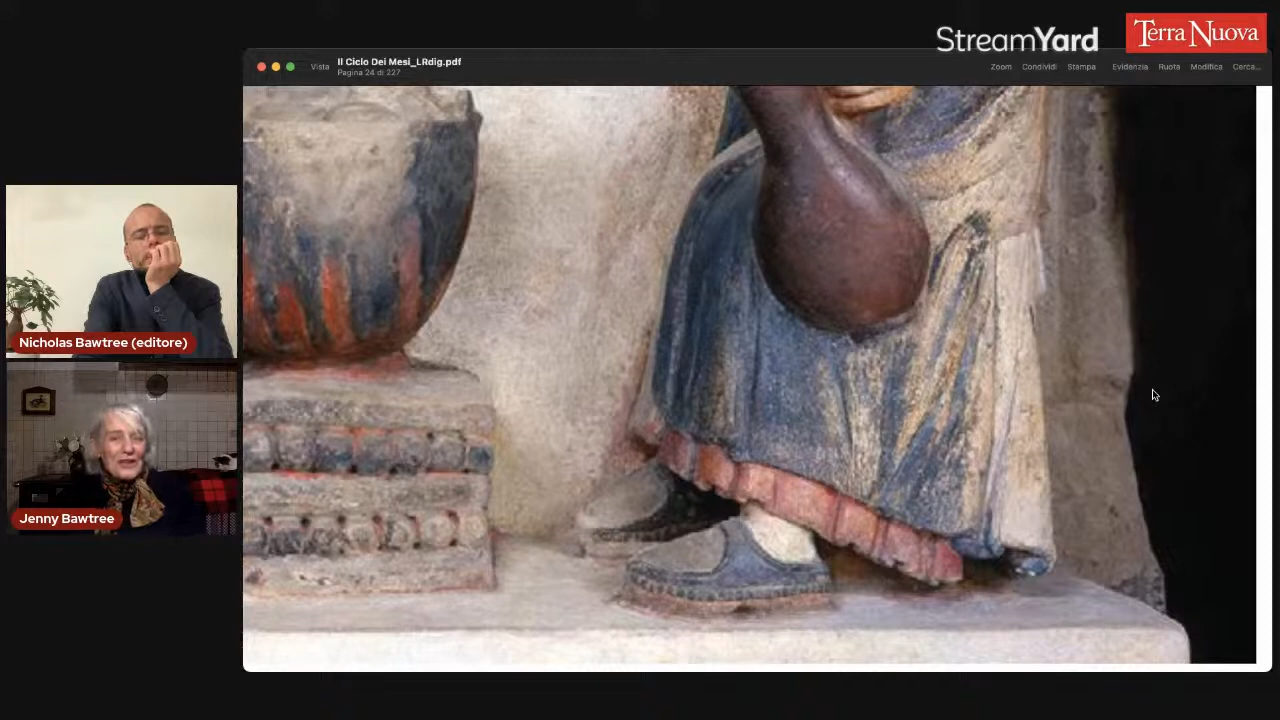 StreamYard
Terra Nuova
Vista
Il Ciclo Dei Mesi_LRdig.pdf
Pagina 24 di 227
Zoom Condividi Stampa Evidenzia Ruota Modifica Cerca...
Nicholas Bawtree (editore)
Jenny Bawtree